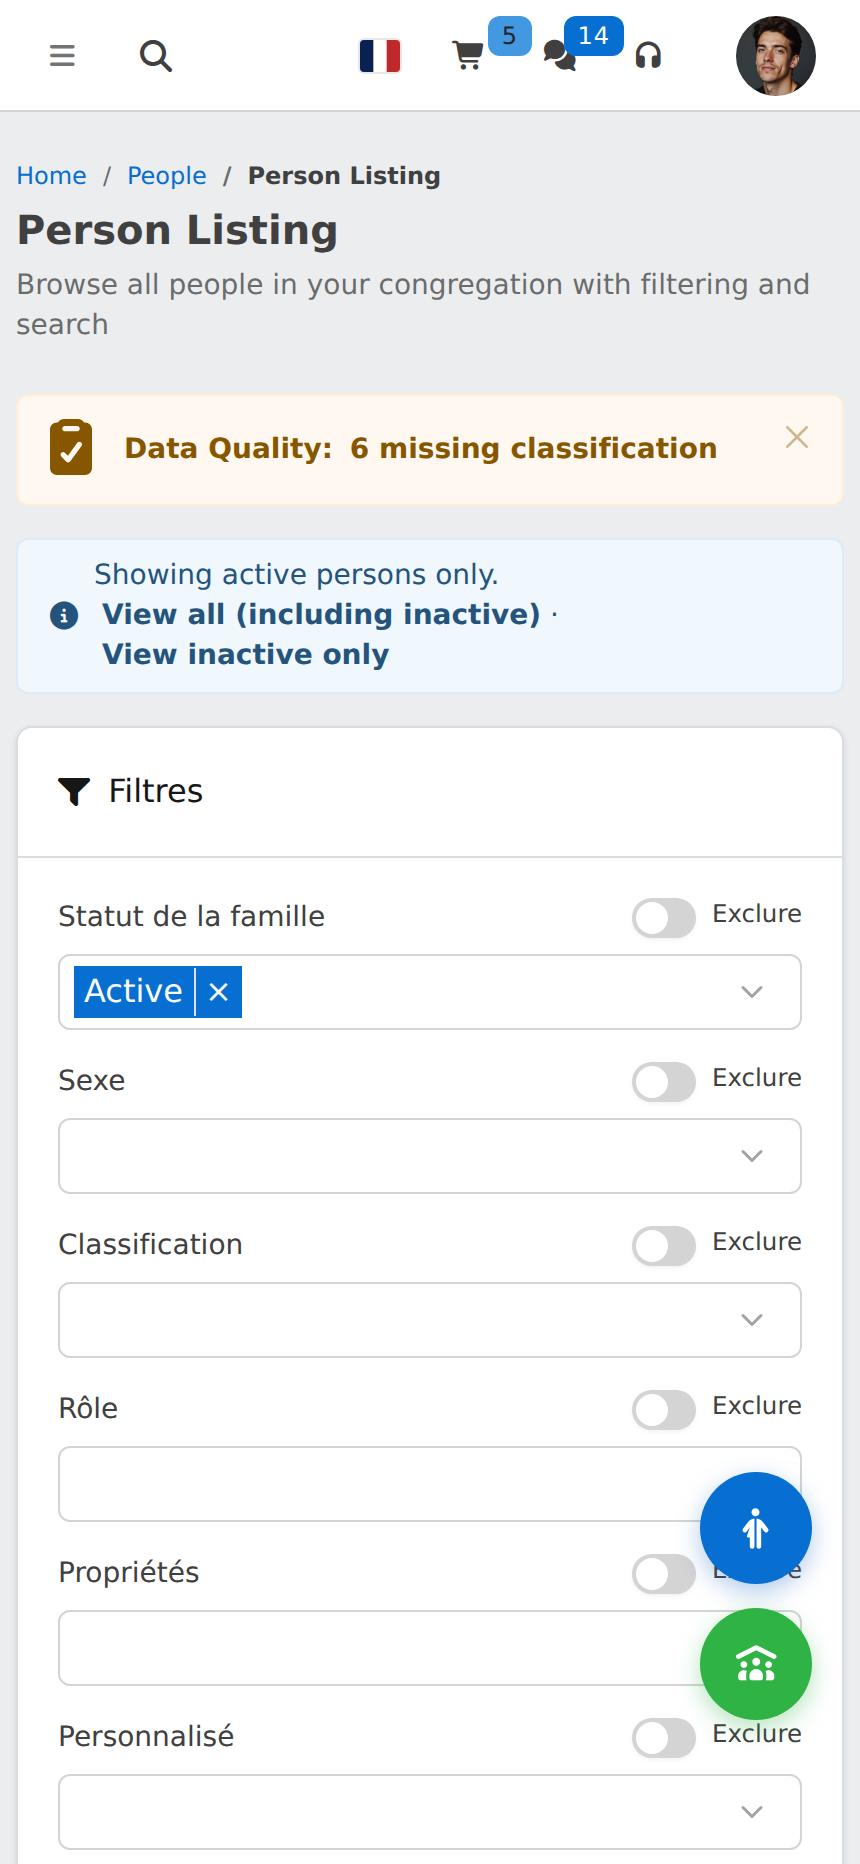 5
14
Home / People / Person Listing
Person Listing
Browse all people in your congregation with filtering and
search
Data Quality: 6 missing classification
Showing active persons only.
View all (including inactive) ·
View inactive only
Filtres
Statut de la famille
Exclure
Active ×
Sexe
Exclure
Classification
Exclure
Rôle
Exclure
Propriétés
Personnalisé
Exclure